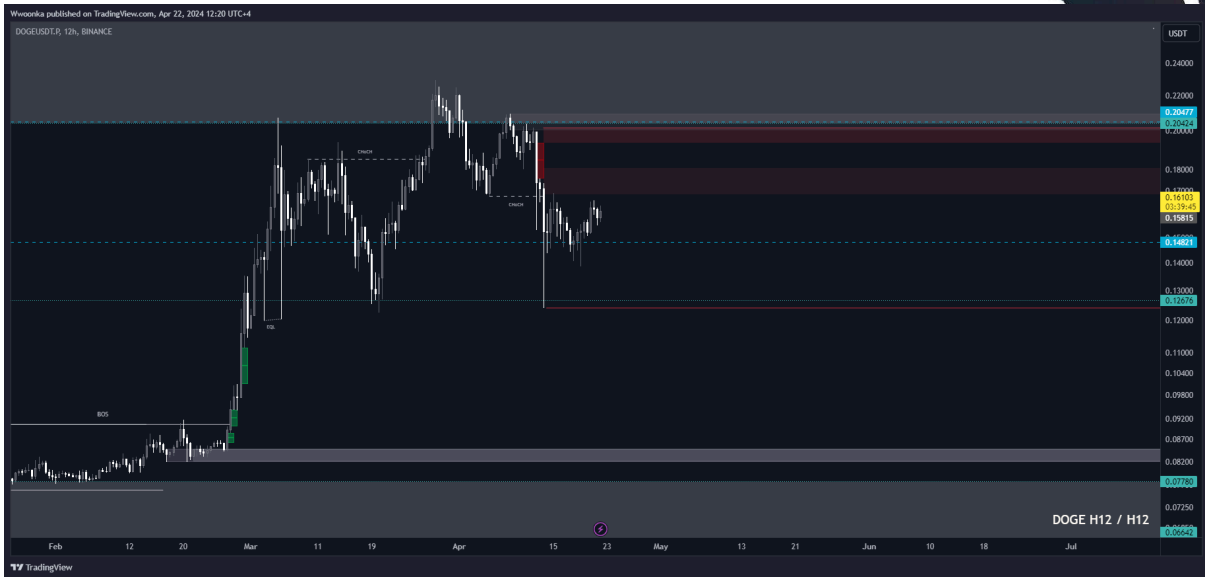 Wwoonka published on TradingView.com, Apr 22, 2024 12:20 UTC+4
DOGEUSDT.P, 12h, BINANCE
USDT
0.24000
0.22000
0.20477
0.20424
0.20000
CHoCH
0.18000
0.17000
0.16103
03:39:45
CHoCH
0.15815
0.15000
0.14821
0.14000
0.13000
0.12676
0.12000
EQL
0.11000
0.10400
0.09800
0.09200
BOS
0.08700
0.08200
0.07780
0.07250
DOGE H12 / H12
0.06642
Feb 12 20 Mar 11 19 Apr 15 23 May 13 21 Jun 10 18 Jul
TradingView